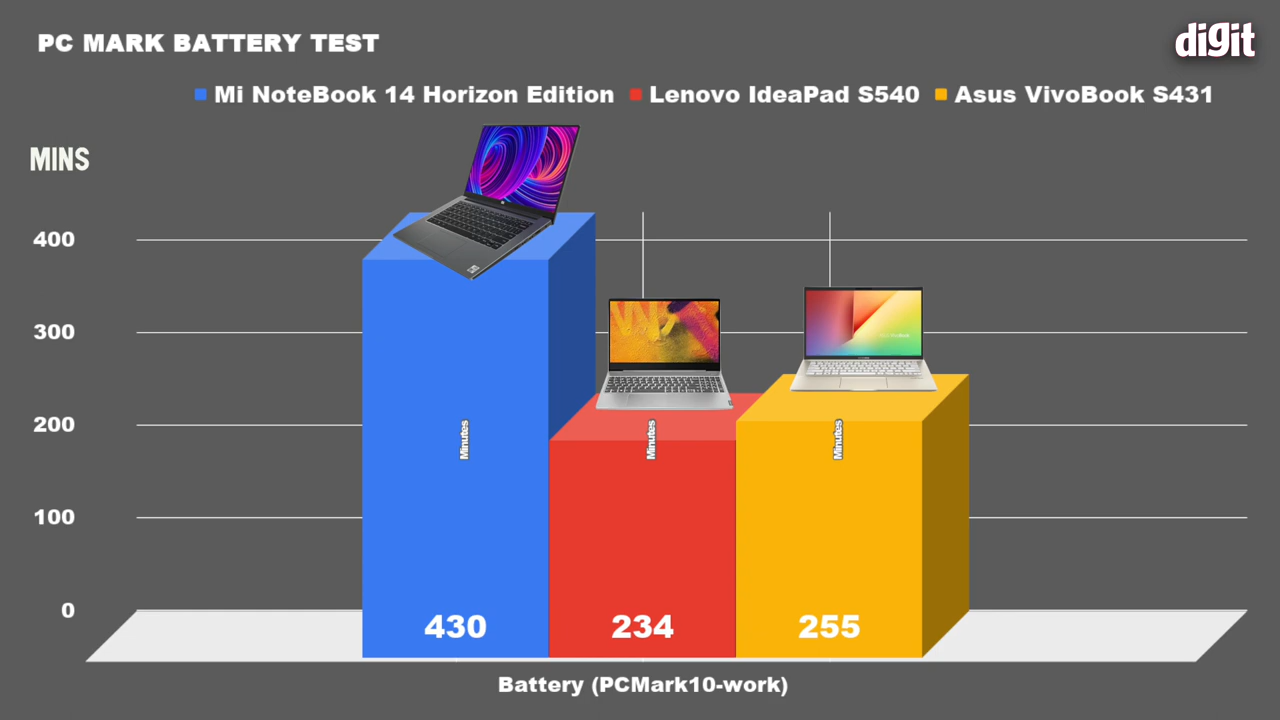 PC MARK BATTERY TEST
digit
Mi NoteBook 14 Horizon Edition Lenovo IdeaPad S540 Asus VivoBook S431
MINS
400
300
200
100
0
Minutes Minutes Minutes
430 234 255
Battery (PCMark10-work)